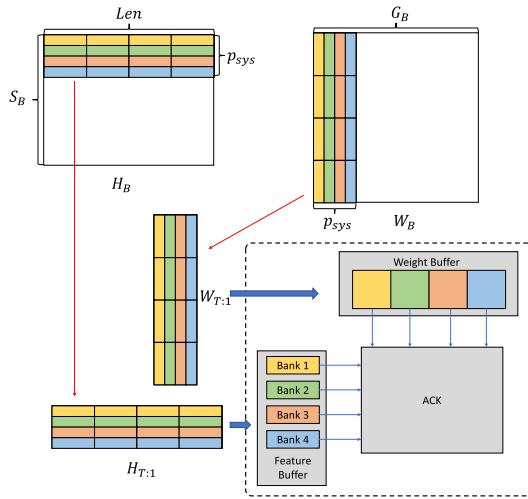 Len
G_B
p_sys
S_B
H_B
p_sys
W_B
W_T:1
Weight Buffer
Bank 1
Bank 2
Bank 3
Bank 4
Feature
Buffer
ACK
H_T:1